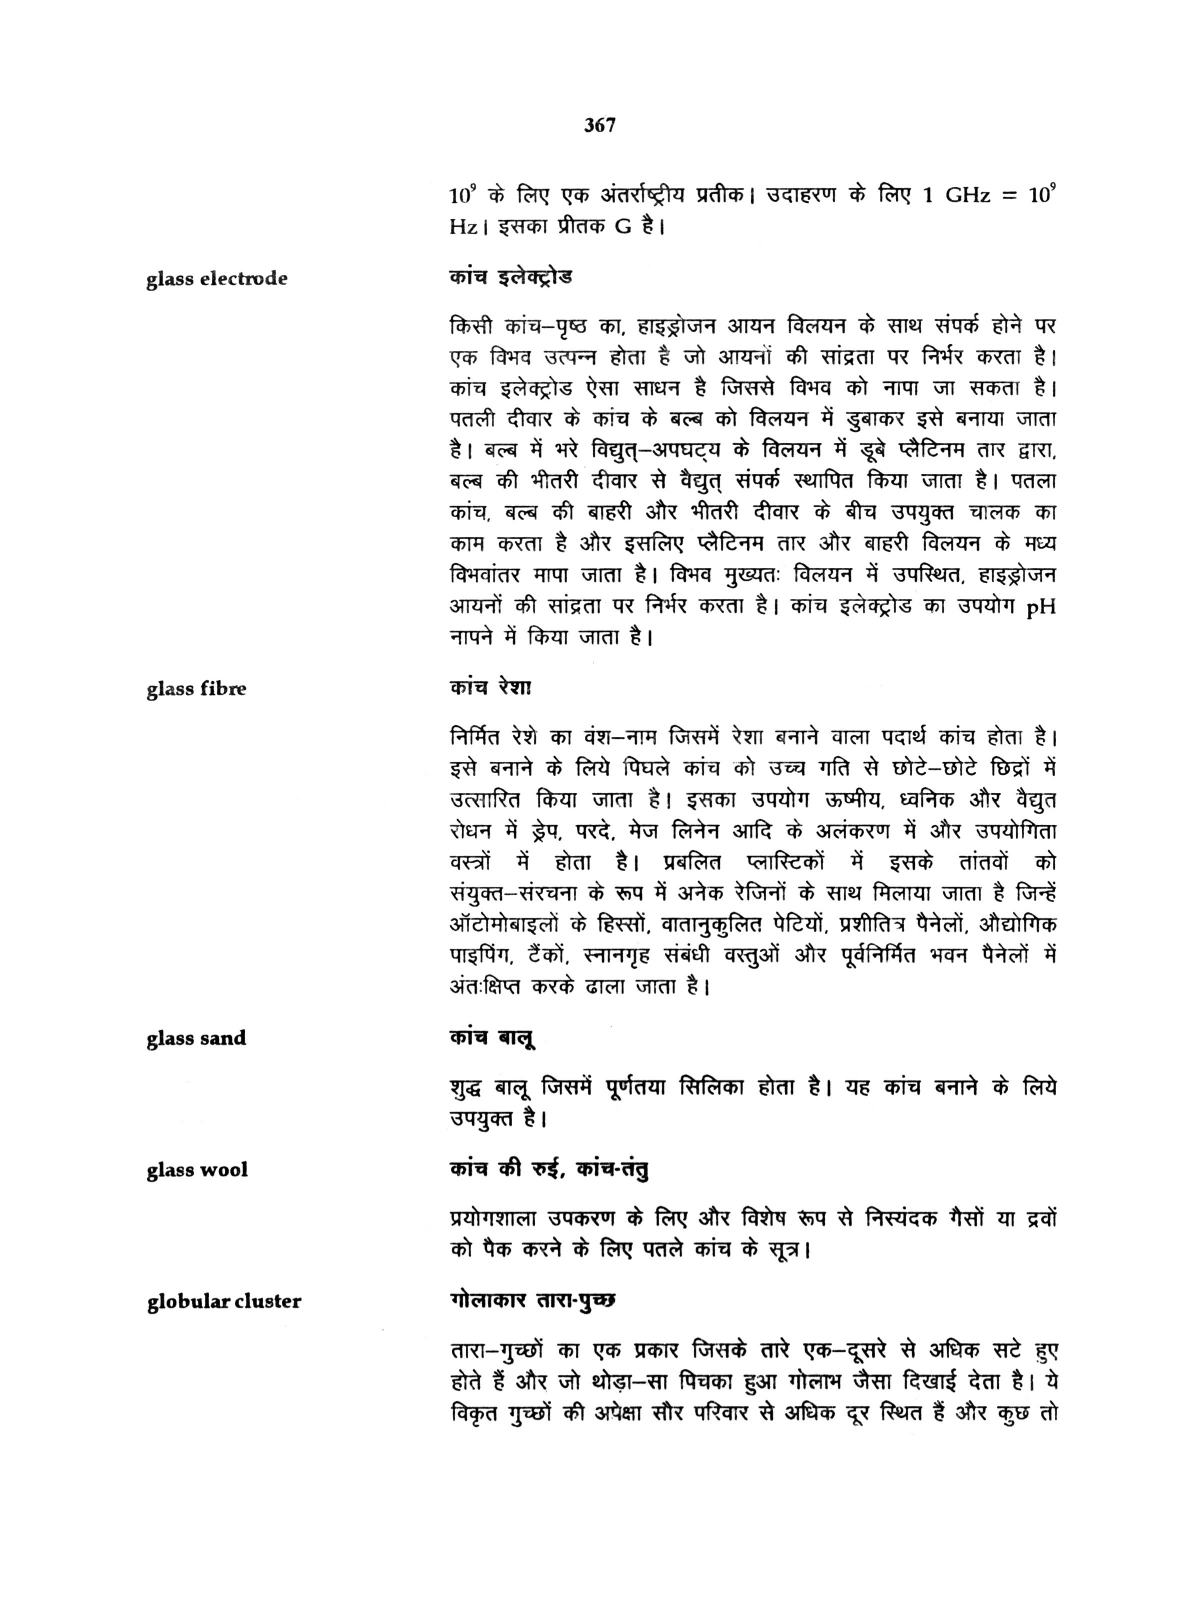 367
10⁹ के लिए एक अंतर्राष्ट्रीय प्रतीक। उदाहरण के लिए 1 GHz = 10⁹
Hz। इसका प्रीतक G है।
glass electrode कांच इलेक्ट्रोड
किसी कांच–पृष्ठ का, हाइड्रोजन आयन विलयन के साथ संपर्क होने पर
एक विभव उत्पन्न होता है जो आयनों की सांद्रता पर निर्भर करता है।
कांच इलेक्ट्रोड ऐसा साधन है जिससे विभव को नापा जा सकता है।
पतली दीवार के कांच के बल्ब को विलयन में डुबाकर इसे बनाया जाता
है। बल्ब में भरे विद्युत्–अपघट्य के विलयन में डूबे प्लैटिनम तार द्वारा,
बल्ब की भीतरी दीवार से वैद्युत् संपर्क स्थापित किया जाता है। पतला
कांच, बल्ब की बाहरी और भीतरी दीवार के बीच उपयुक्त चालक का
काम करता है और इसलिए प्लैटिनम तार और बाहरी विलयन के मध्य
विभवांतर मापा जाता है। विभव मुख्यतः विलयन में उपस्थित, हाइड्रोजन
आयनों की सांद्रता पर निर्भर करता है। कांच इलेक्ट्रोड का उपयोग pH
नापने में किया जाता है।
glass fibre कांच रेशा
निर्मित रेशे का वंश–नाम जिसमें रेशा बनाने वाला पदार्थ कांच होता है।
इसे बनाने के लिये पिघले कांच को उच्च गति से छोटे–छोटे छिद्रों में
उत्सारित किया जाता है। इसका उपयोग ऊष्मीय, ध्वनिक और वैद्युत
रोधन में ड्रेप, परदे, मेज लिनेन आदि के अलंकरण में और उपयोगिता
वस्त्रों में होता है। प्रबलित प्लास्टिकों में इसके तांतवों को
संयुक्त–संरचना के रूप में अनेक रेजिनों के साथ मिलाया जाता है जिन्हें
ऑटोमोबाइलों के हिस्सों, वातानुकुलित पेटियों, प्रशीतित्र पैनेलों, औद्योगिक
पाइपिंग, टैंकों, स्नानगृह संबंधी वस्तुओं और पूर्वनिर्मित भवन पैनेलों में
अंतःक्षिप्त करके ढाला जाता है।
glass sand कांच बालू
शुद्ध बालू जिसमें पूर्णतया सिलिका होता है। यह कांच बनाने के लिये
उपयुक्त है।
glass wool कांच की रुई, कांच-तंतु
प्रयोगशाला उपकरण के लिए और विशेष रूप से निस्यंदक गैसों या द्रवों
को पैक करने के लिए पतले कांच के सूत्र।
globular cluster गोलाकार तारा-पुच्छ
तारा–गुच्छों का एक प्रकार जिसके तारे एक–दूसरे से अधिक सटे हुए
होते हैं और जो थोड़ा–सा पिचका हुआ गोलाभ जैसा दिखाई देता है। ये
विकृत गुच्छों की अपेक्षा सौर परिवार से अधिक दूर स्थित हैं और कुछ तो